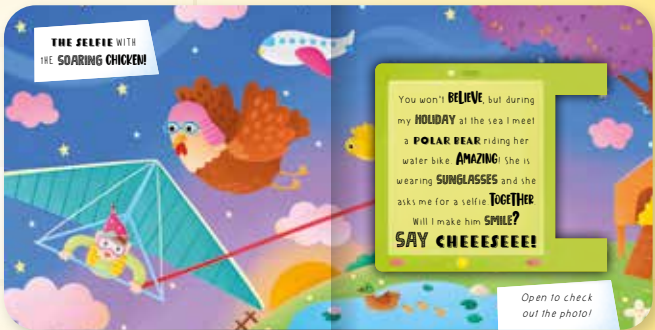 THE SELFIE WITH
THE SOARING CHICKEN!
You won't BELIEVE, but during
my HOLIDAY at the sea I meet
a POLAR BEAR riding her
water bike. AMAZING! She is
wearing SUNGLASSES and she
asks me for a selfie. TOGETHER
Will I make him SMILE?
SAY CHEEESEEE!
Open to check
out the photo!